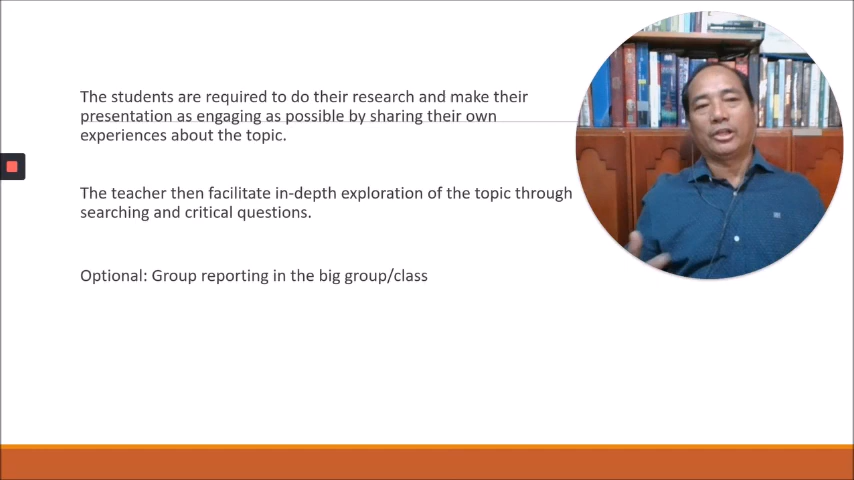 The students are required to do their research and make their
presentation as engaging as possible by sharing their own
experiences about the topic.
The teacher then facilitate in-depth exploration of the topic through
searching and critical questions.
Optional: Group reporting in the big group/class